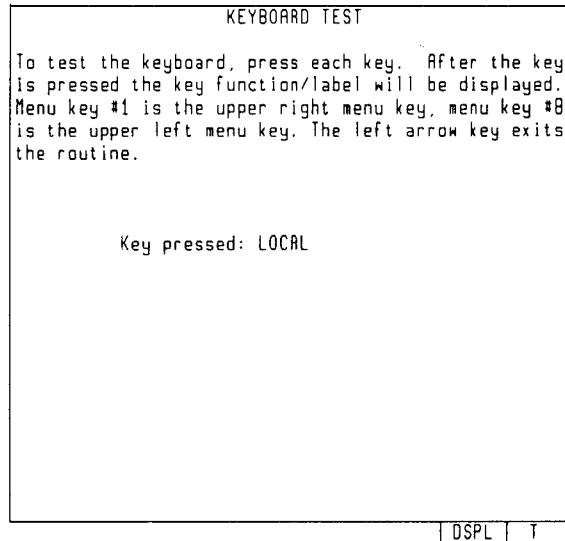 KEYBOARD TEST
To test the keyboard, press each key. After the key
is pressed the key function/label will be displayed.
Menu key #1 is the upper right menu key, menu key #8
is the upper left menu key. The left arrow key exits
the routine.
Key pressed: LOCAL
DSPL T